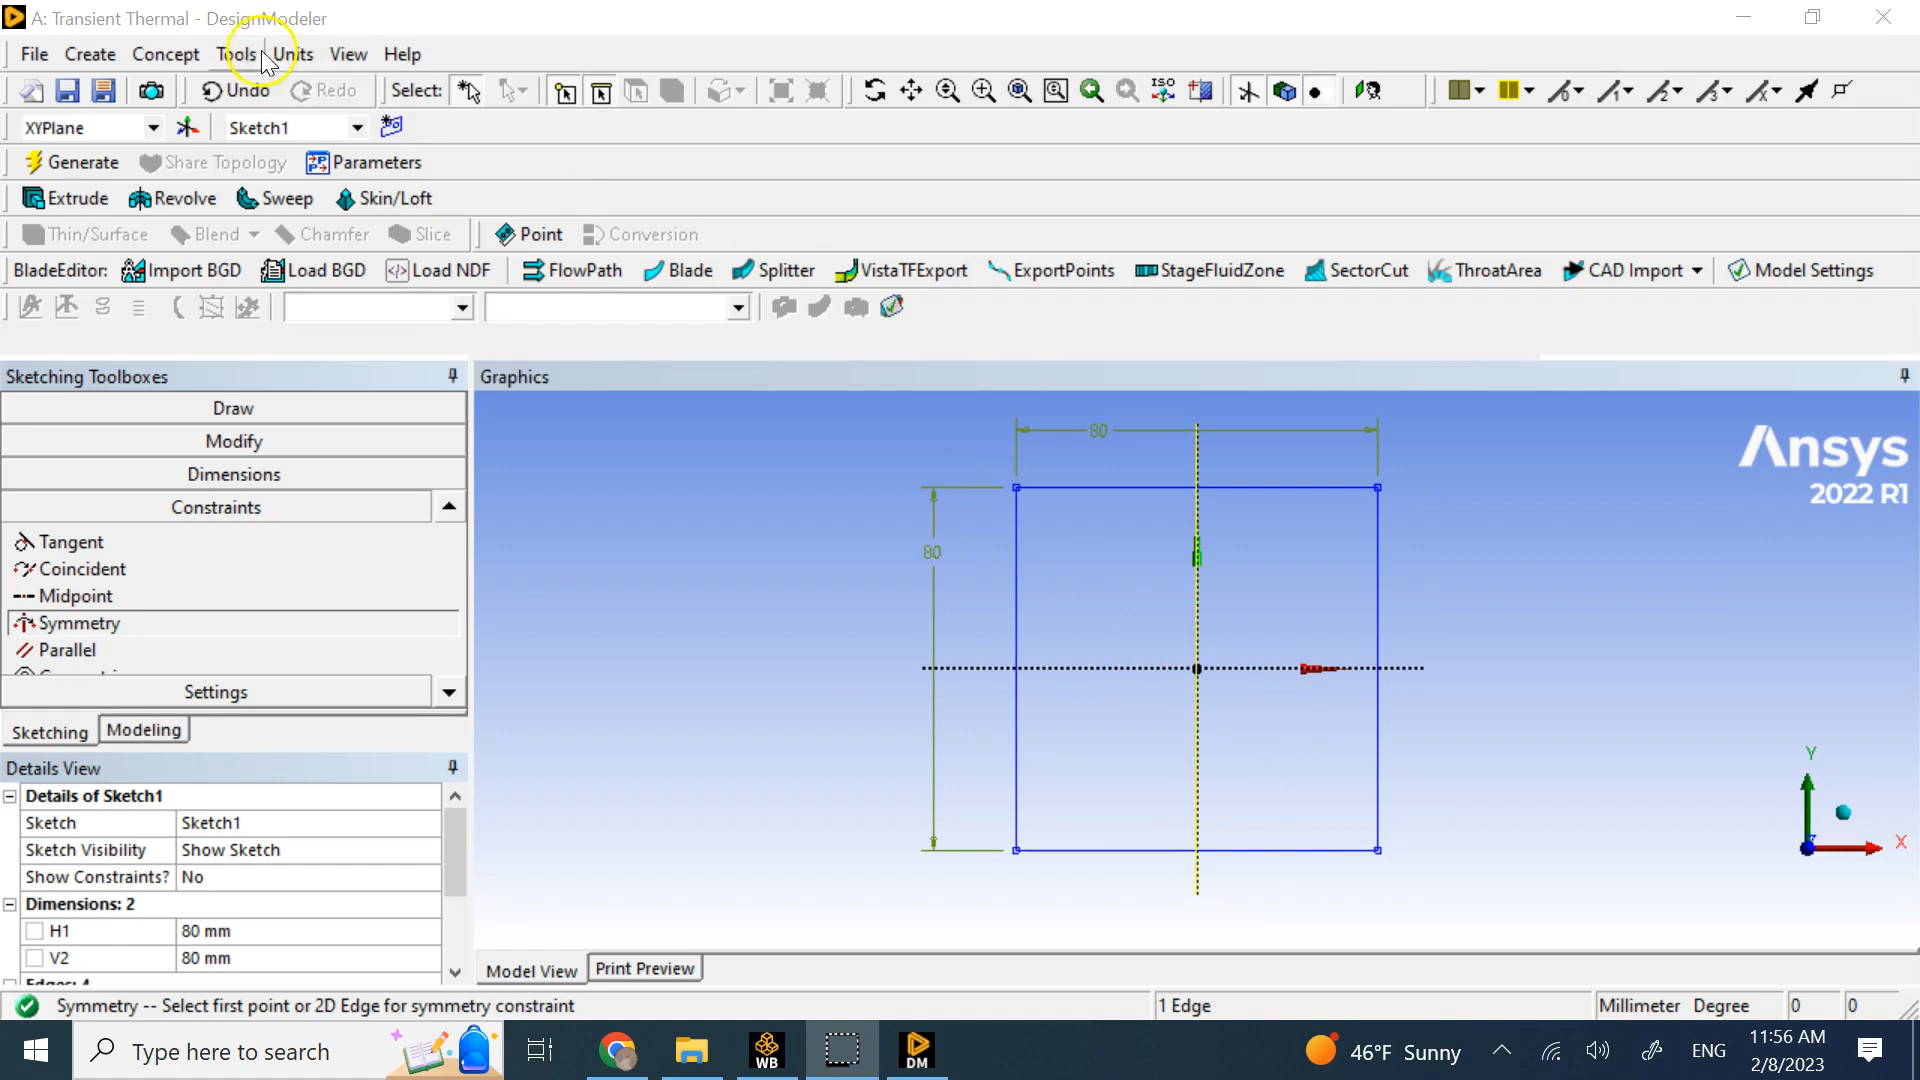 A: Transient Thermal - DesignModeler
File Create Concept Tools Units View Help
Undo Redo Select: ISO
XYPlane Sketch1
Generate Share Topology Parameters
Extrude Revolve Sweep Skin/Loft
Thin/Surface Blend Chamfer Slice Point Conversion
BladeEditor: Import BGD Load BGD Load NDF FlowPath Blade Splitter VistaTFExport ExportPoints StageFluidZone SectorCut ThroatArea CAD Import Model Settings
Sketching Toolboxes
Draw
Modify
Dimensions
Constraints
Tangent
Coincident
Midpoint
Symmetry
Parallel
Settings
Sketching Modeling
Details View
Details of Sketch1
Sketch Sketch1
Sketch Visibility Show Sketch
Show Constraints? No
Dimensions: 2
H1 80 mm
V2 80 mm
Edges: 4
Graphics
80
80
Ansys
2022 R1
Y
X
Model View Print Preview
Symmetry -- Select first point or 2D Edge for symmetry constraint 1 Edge Millimeter Degree 0 0
Type here to search WB DM 46°F Sunny ENG 11:56 AM
2/8/2023